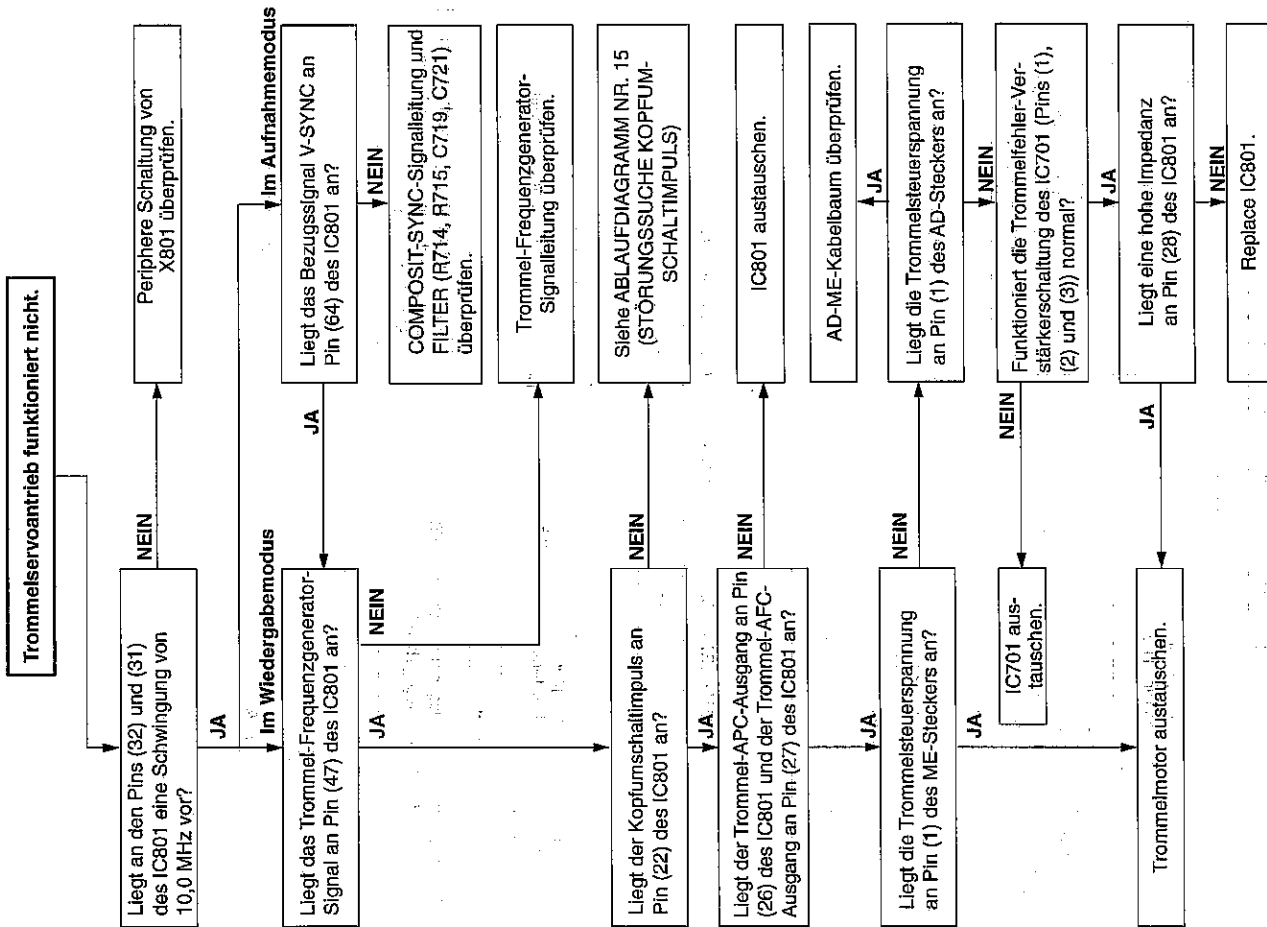 Trommelservoantrieb funktioniert nicht.
Liegt an den Pins (32) und (31)
des IC801 eine Schwingung von
10,0 MHz vor?
NEIN
Periphere Schaltung von
X801 überprüfen.
JA
Im Wiedergabemodus
Im Aufnahmemodus
Liegt das Bezugssignal V-SYNC an
Pin (64) des IC801 an?
JA
NEIN
COMPOSIT-SYNC-Signalleitung und
FILTER (R714, R715, C719, C721)
überprüfen.
Liegt das Trommel-Frequenzgenerator-
Signal an Pin (47) des IC801 an?
NEIN
Trommel-Frequenzgenerator-
Signalleitung überprüfen.
JA
Liegt der Kopfumschaltimpuls an
Pin (22) des IC801 an?
NEIN
Siehe ABLAUFDIAGRAMM NR. 15
(STÖRUNGSSUCHE KOPFUM-
SCHALTIMPULS)
JA
Liegt der Trommel-APC-Ausgang an Pin
(26) des IC801 und der Trommel-AFC-
Ausgang an Pin (27) des IC801 an?
NEIN
IC801 austauschen.
JA
Liegt die Trommelsteuerspannung
an Pin (1) des ME-Steckers an?
NEIN
Liegt die Trommelsteuerspannung
an Pin (1) des AD-Steckers an?
JA
AD-ME-Kabelbaum überprüfen.
NEIN
Funktioniert die Trommelfehler-Ver-
stärkerschaltung des IC701 (Pins (1),
(2) und (3)) normal?
NEIN
IC701 aus-
tauschen.
JA
Liegt eine hohe Impedanz
an Pin (28) des IC801 an?
JA
NEIN
Replace IC801.
JA
Trommelmotor austauschen.